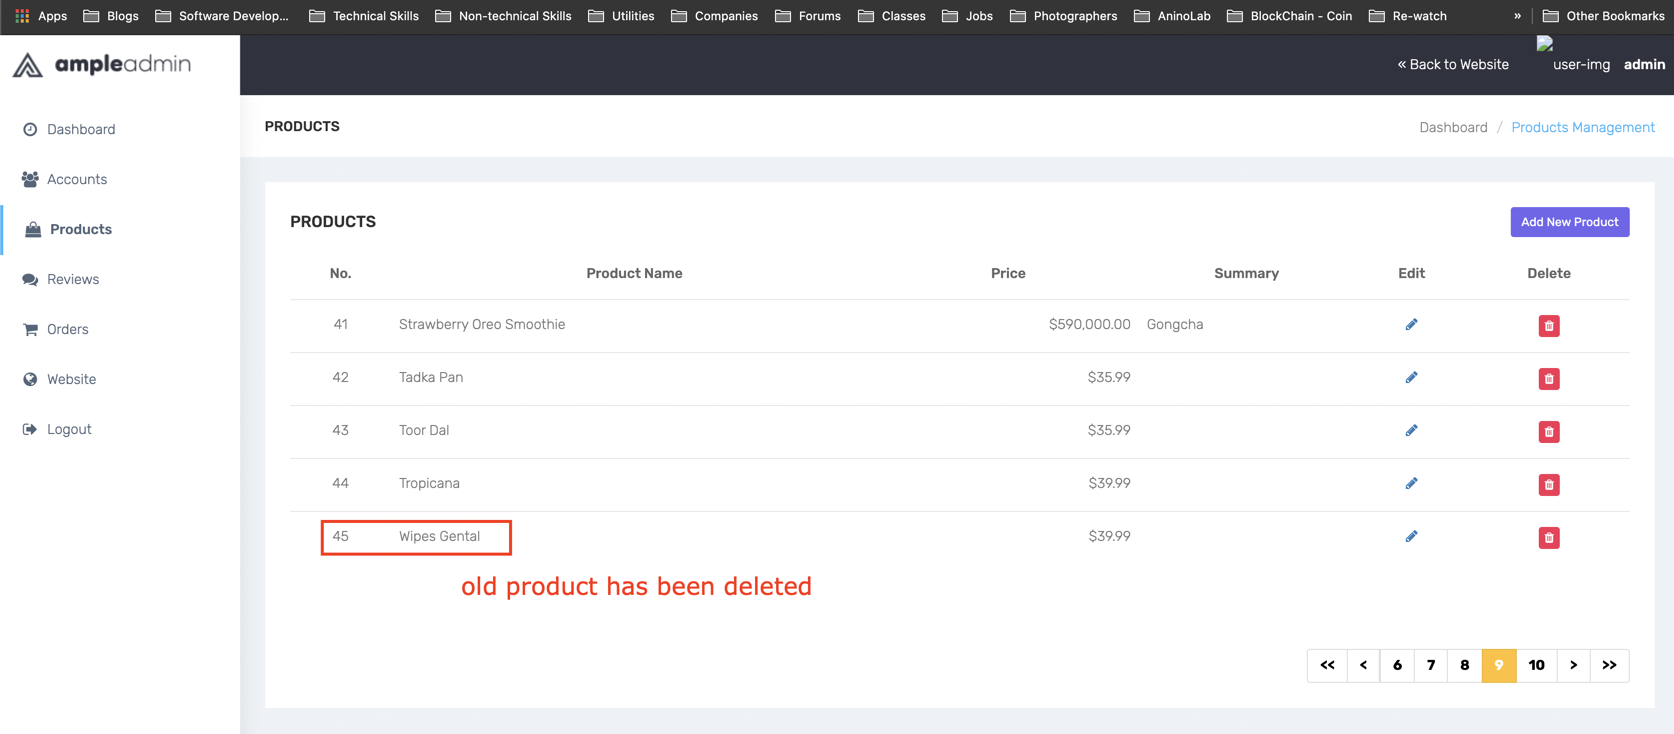 Apps Blogs Software Develop... Technical Skills Non-technical Skills Utilities Companies Forums Classes Jobs Photographers AninoLab BlockChain - Coin Re-watch » Other Bookmarks
ampleadmin
« Back to Website user-img admin
Dashboard
Accounts
Products
Reviews
Orders
Website
Logout
PRODUCTS
Dashboard / Products Management
PRODUCTS
Add New Product
No. Product Name Price Summary Edit Delete
41 Strawberry Oreo Smoothie $590,000.00 Gongcha
42 Tadka Pan $35.99
43 Toor Dal $35.99
44 Tropicana $39.99
45 Wipes Gental $39.99
old product has been deleted
<< < 6 7 8 9 10 > >>